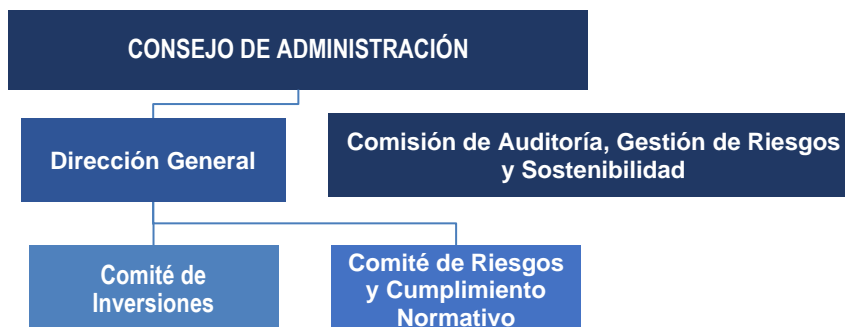 CONSEJO DE ADMINISTRACIÓN
Dirección General
Comisión de Auditoría, Gestión de Riesgos
y Sostenibilidad
Comité de
Inversiones
Comité de Riesgos
y Cumplimiento
Normativo